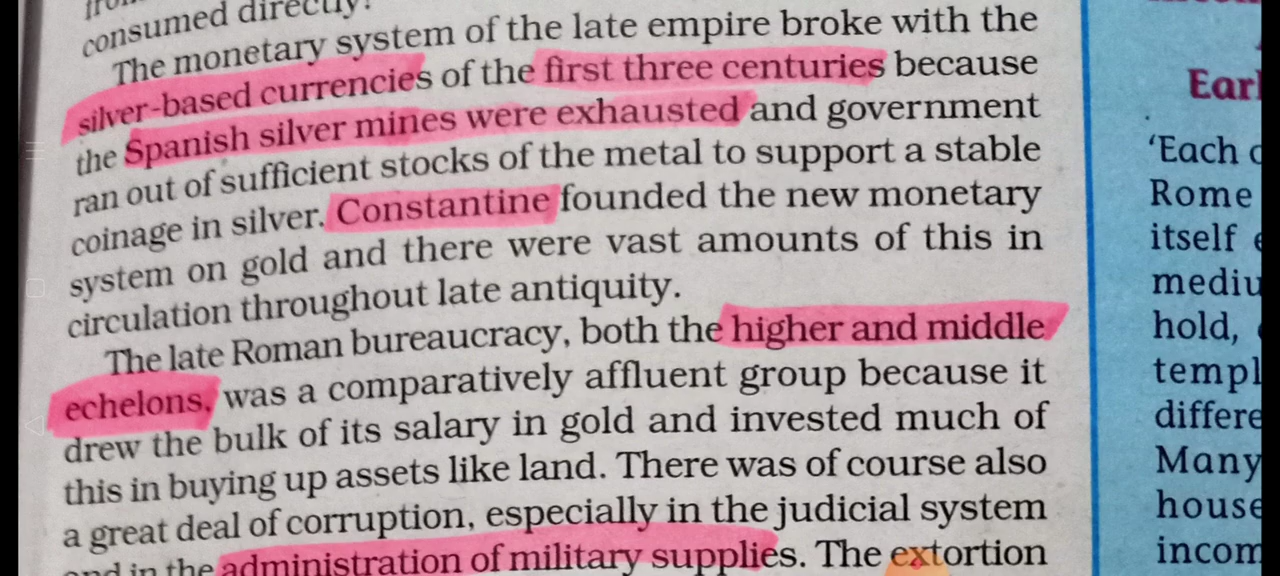 consumed directly.
The monetary system of the late empire broke with the
silver-based currencies of the first three centuries because
the Spanish silver mines were exhausted and government
ran out of sufficient stocks of the metal to support a stable
coinage in silver. Constantine founded the new monetary
system on gold and there were vast amounts of this in
circulation throughout late antiquity.
The late Roman bureaucracy, both the higher and middle
echelons, was a comparatively affluent group because it
drew the bulk of its salary in gold and invested much of
this in buying up assets like land. There was of course also
a great deal of corruption, especially in the judicial system
and in the administration of military supplies. The extortion
‘Each
Rome
itself
hold,
Many